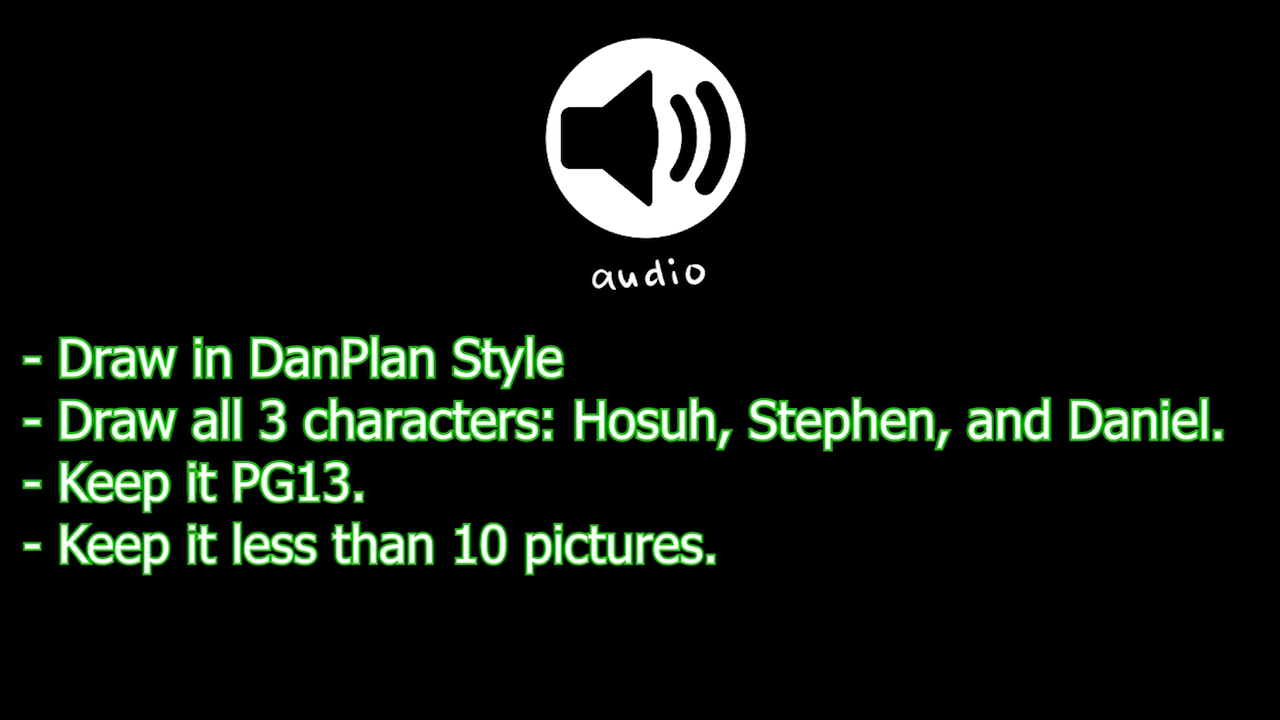 audio
- Draw in DanPlan Style
- Draw all 3 characters: Hosuh, Stephen, and Daniel.
- Keep it PG13.
- Keep it less than 10 pictures.